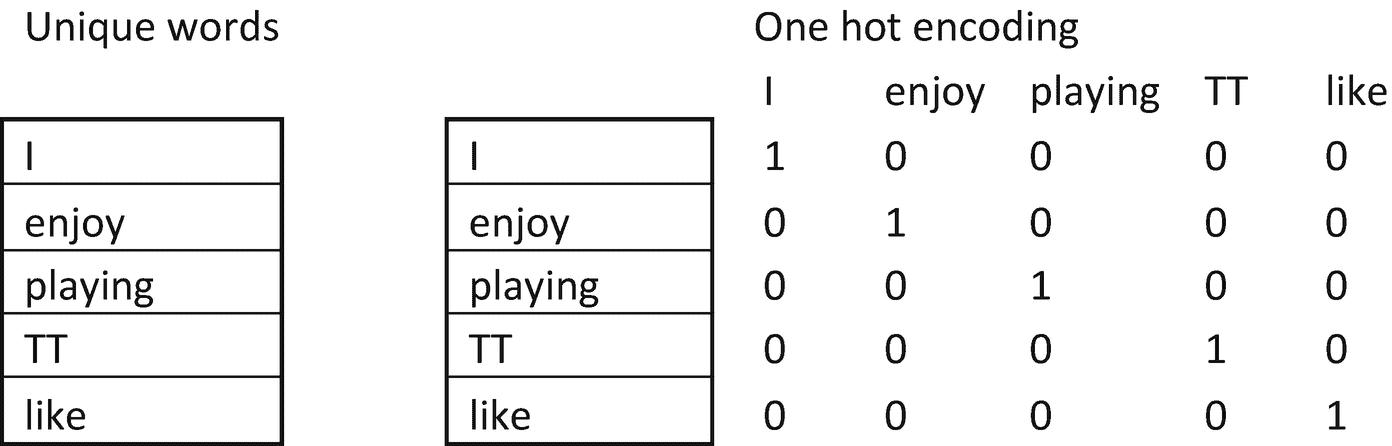 Unique words One hot encoding
I enjoy playing TT like
I I 1 0 0 0 0
enjoy enjoy 0 1 0 0 0
playing playing 0 0 1 0 0
TT TT 0 0 0 1 0
like like 0 0 0 0 1